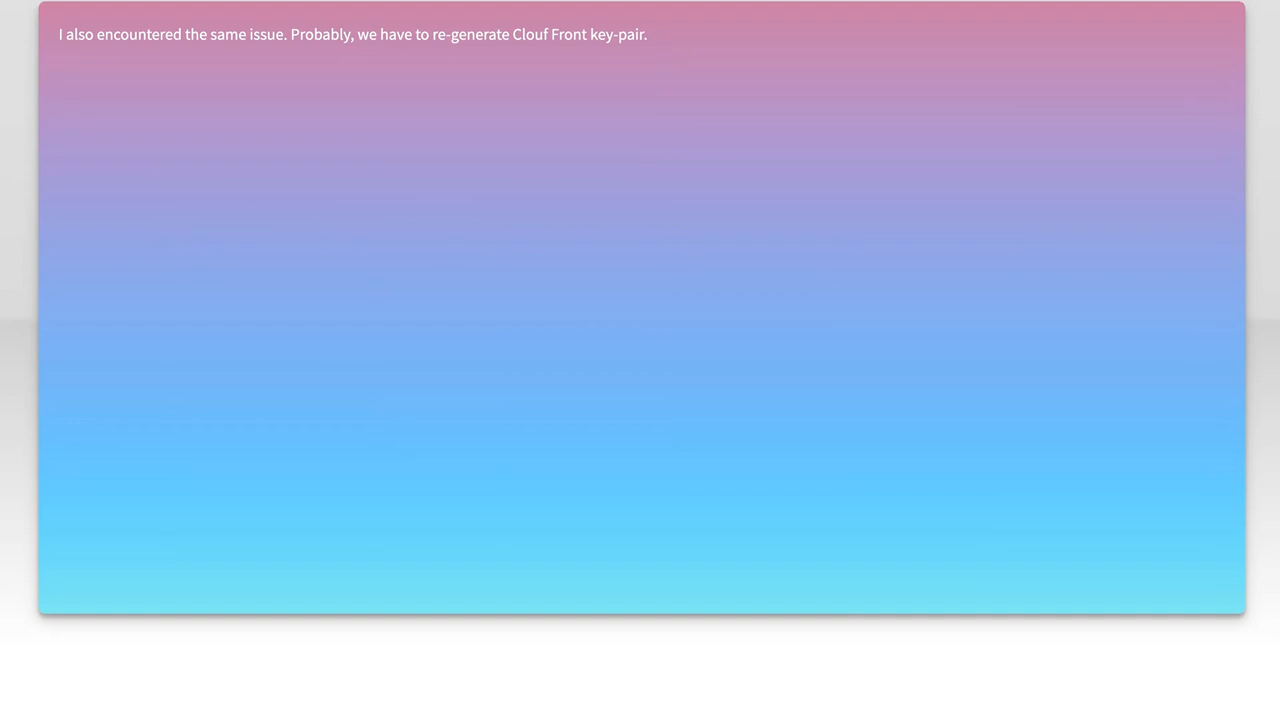 I also encountered the same issue. Probably, we have to re-generate Clouf Front key-pair.